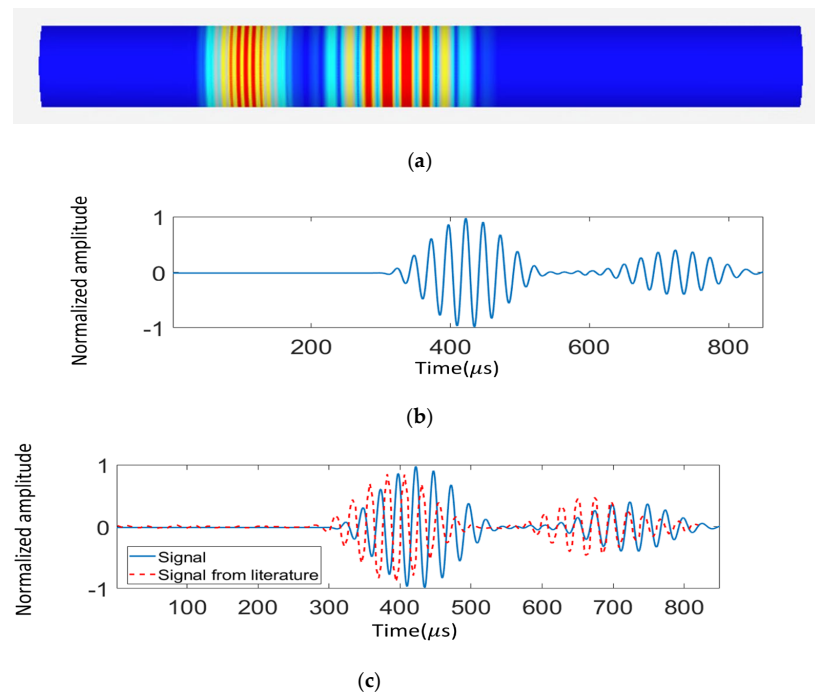 (a)
Normalized amplitude
1
0
-1
200 400 600 800
Time(μs)
(b)
Normalized amplitude
1
0
-1
Signal
Signal from literature
100 200 300 400 500 600 700 800
Time(μs)
(c)